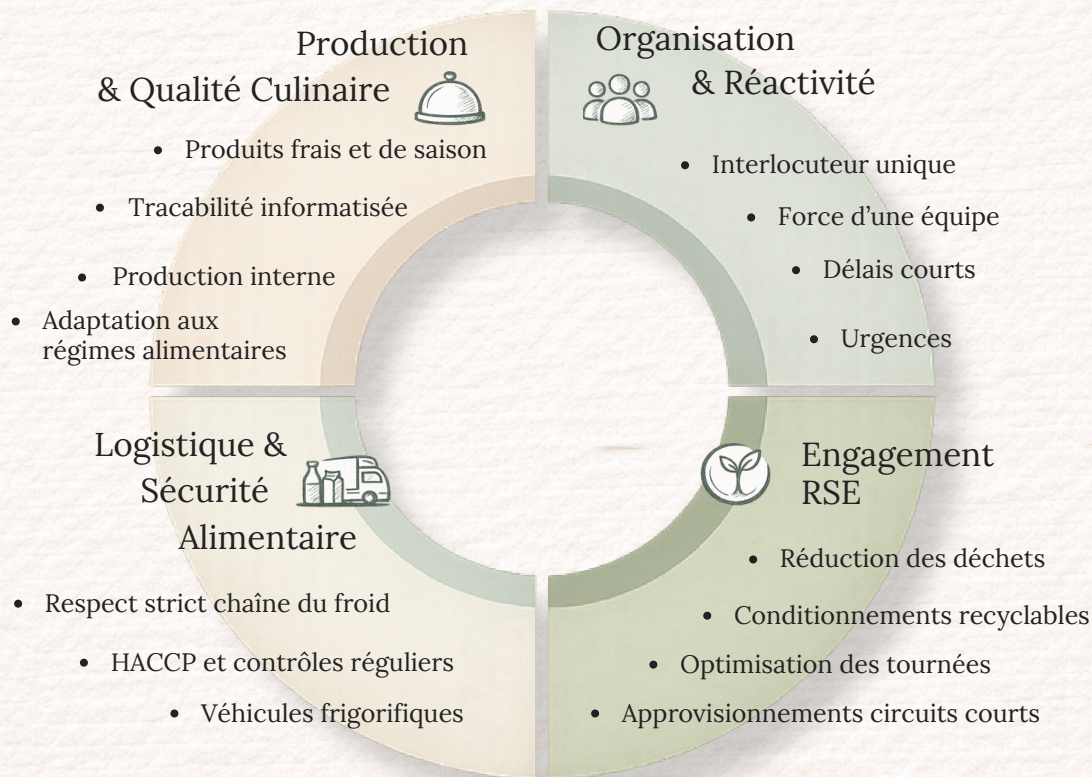 Production
& Qualité Culinaire
• Produits frais et de saison
• Tracabilité informatisée
• Production interne
• Adaptation aux
régimes alimentaires
Organisation
& Réactivité
• Interlocuteur unique
• Force d’une équipe
• Délais courts
• Urgences
Logistique &
Sécurité
Alimentaire
• Respect strict chaîne du froid
• HACCP et contrôles réguliers
• Véhicules frigorifiques
Engagement
RSE
• Réduction des déchets
• Conditionnements recyclables
• Optimisation des tournées
• Approvisionnements circuits courts